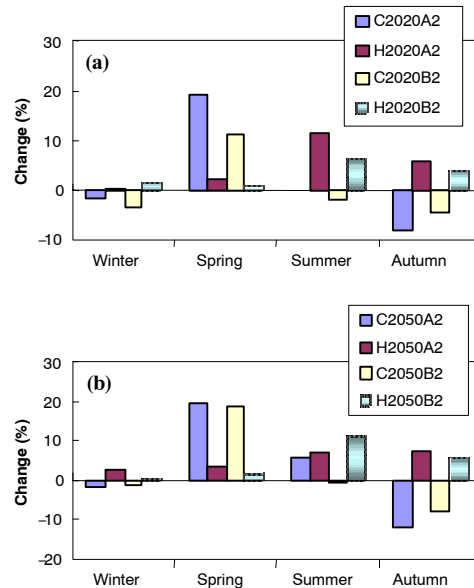 C2020A2
H2020A2
C2020B2
H2020B2
(a)
Change (%)
30
20
10
0
–10
Winter Spring Summer Autumn
C2050A2
H2050A2
C2050B2
H2050B2
(b)
Change (%)
30
20
10
0
–10
–20
Winter Spring Summer Autumn